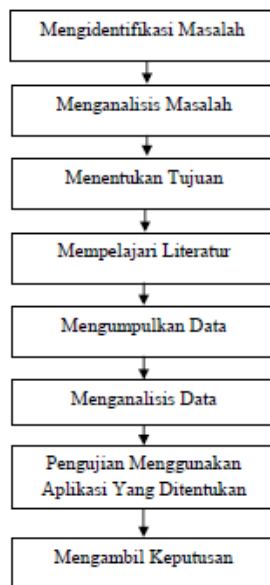 Mengidentifikasi Masalah
Menganalisis Masalah
Menentukan Tujuan
Mempelajari Literatur
Mengumpulkan Data
Menganalisis Data
Pengujian Menggunakan
Aplikasi Yang Ditentukan
Mengambil Keputusan